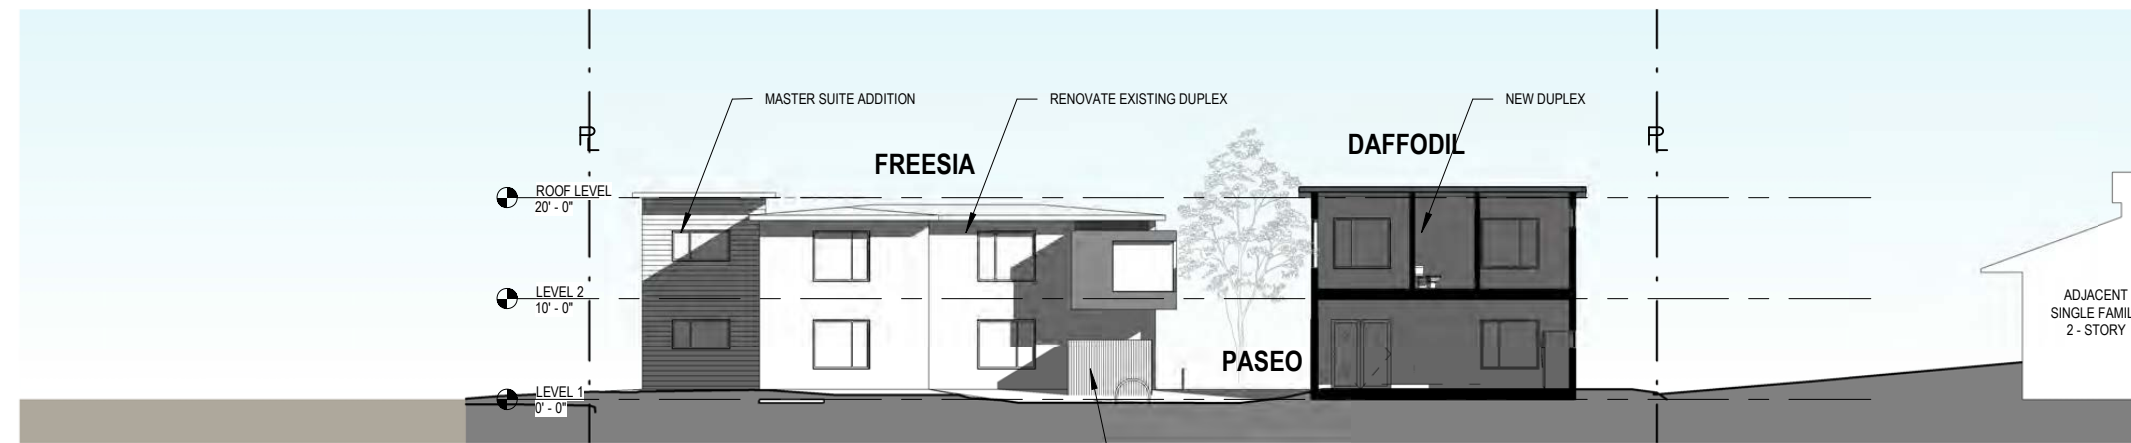 MASTER SUITE ADDITION
RENOVATE EXISTING DUPLEX
NEW DUPLEX
PL
PL
FREESIA
DAFFODIL
ROOF LEVEL
20' - 0"
LEVEL 2
10' - 0"
ADJACENT
SINGLE FAMIL
2 - STORY
PASEO
LEVEL 1
0' - 0"